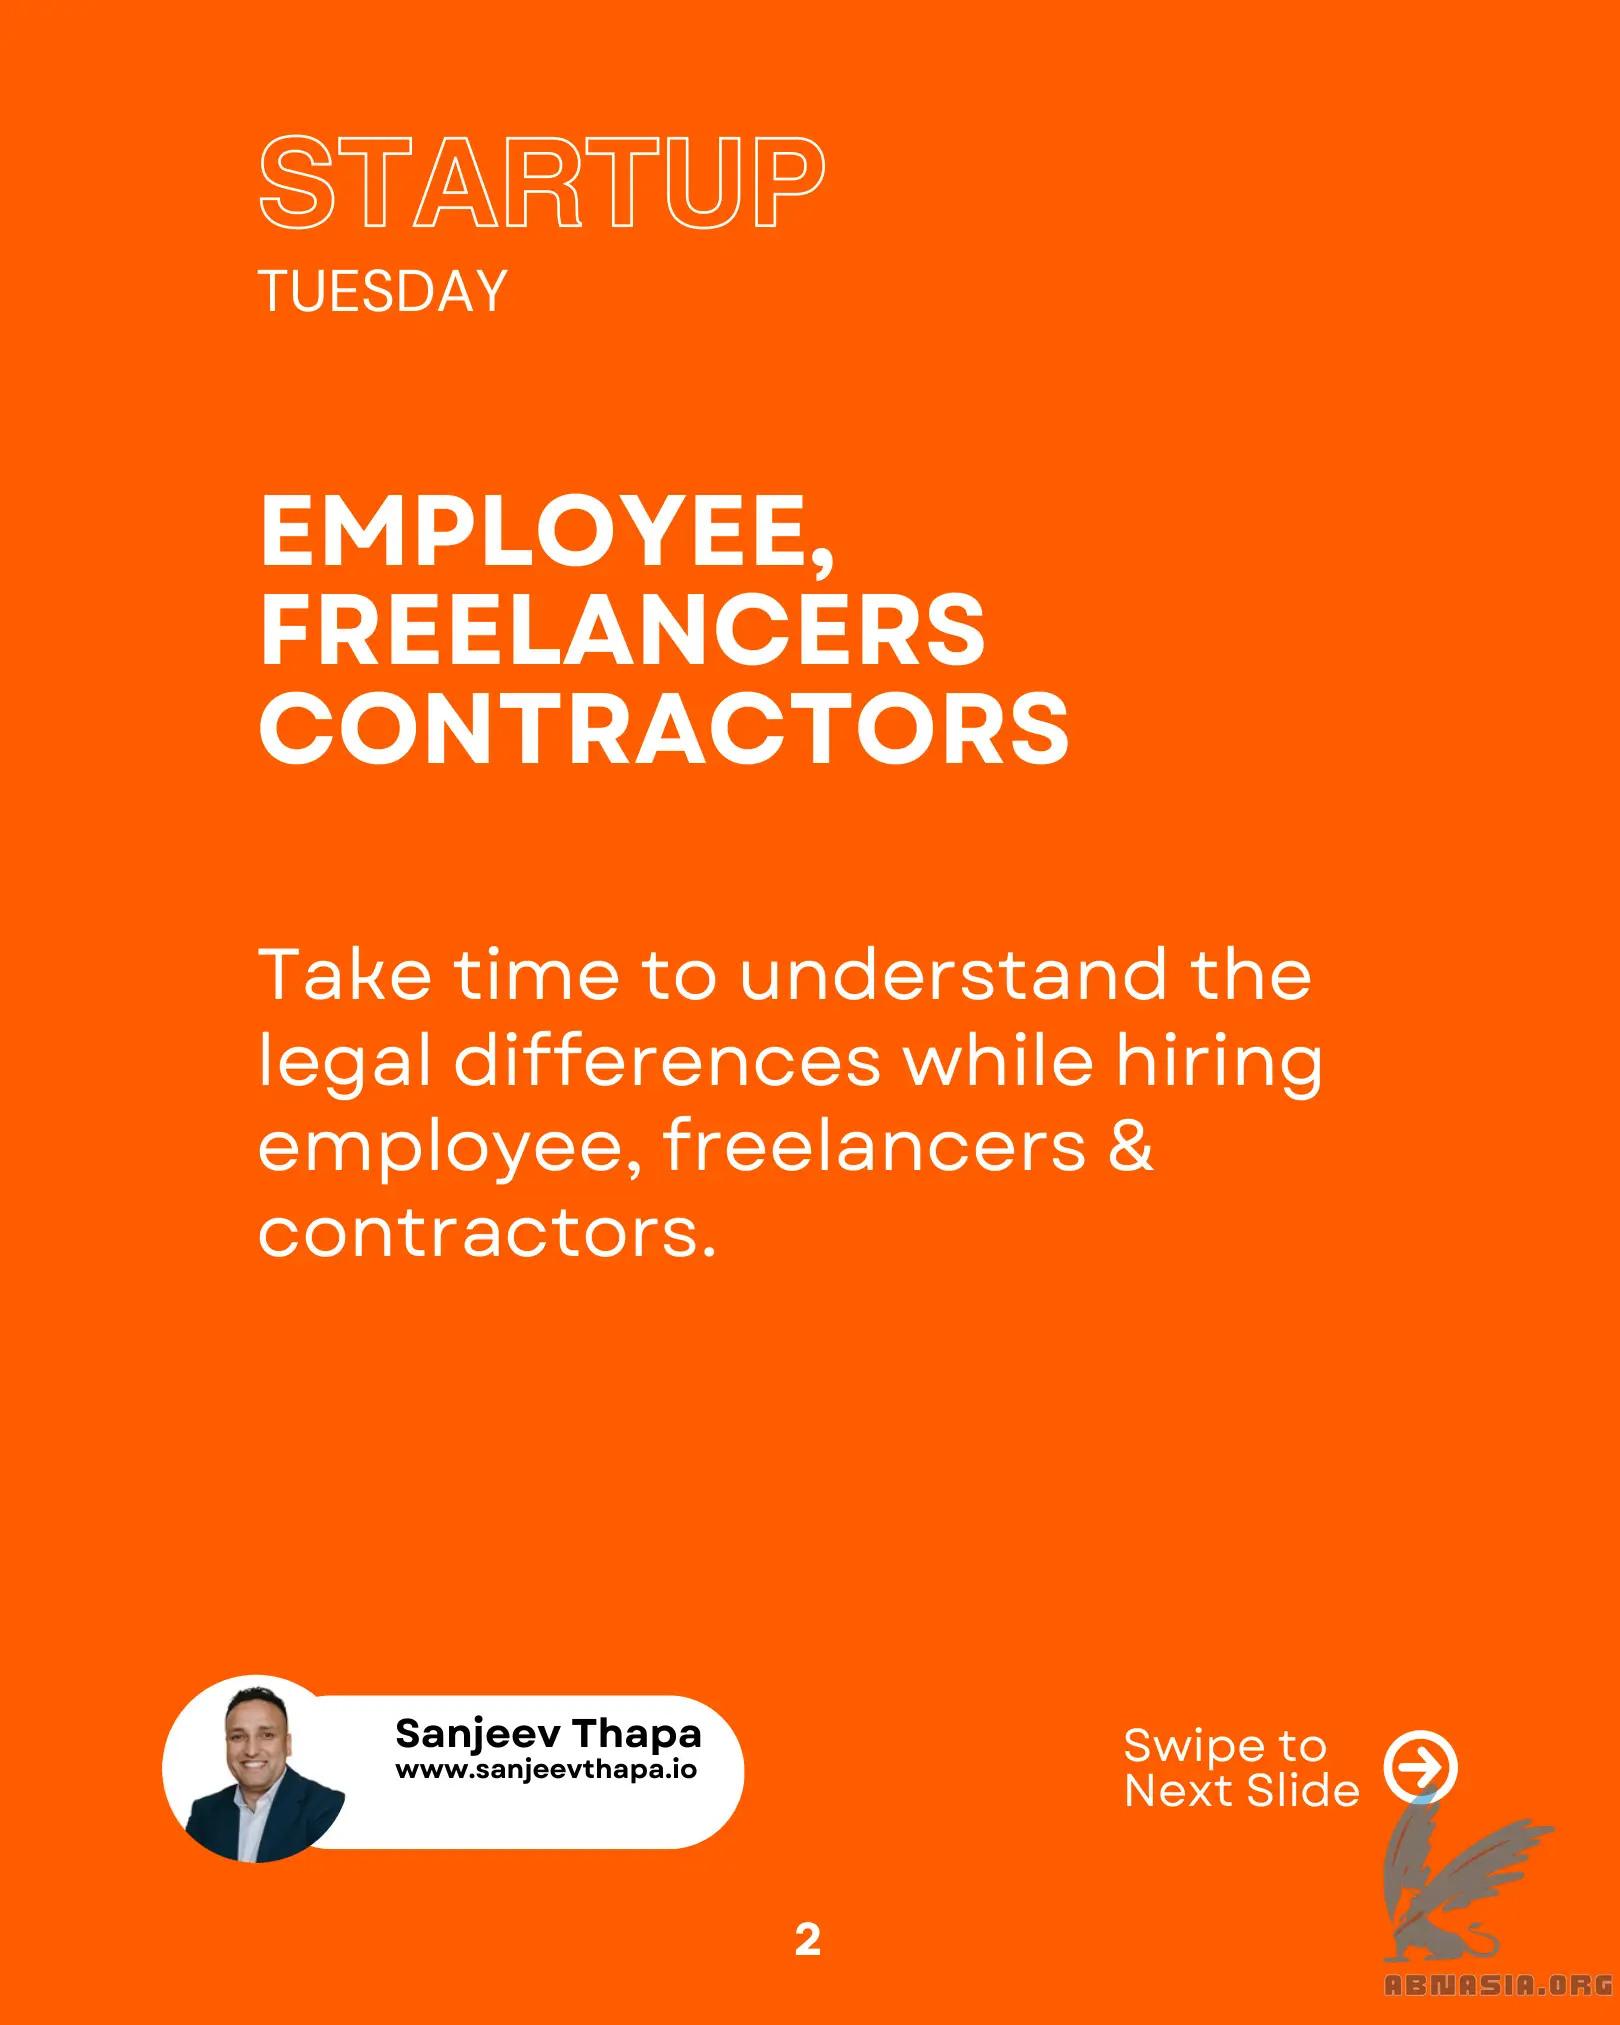 STARTUP
TUESDAY
EMPLOYEE,
FREELANCERS
CONTRACTORS
Take time to understand the
legal differences while hiring
employee, freelancers &
contractors.
Sanjeev Thapa
www.sanjeevthapa.io
Swipe to
Next Slide
2
ABNASIA.ORG